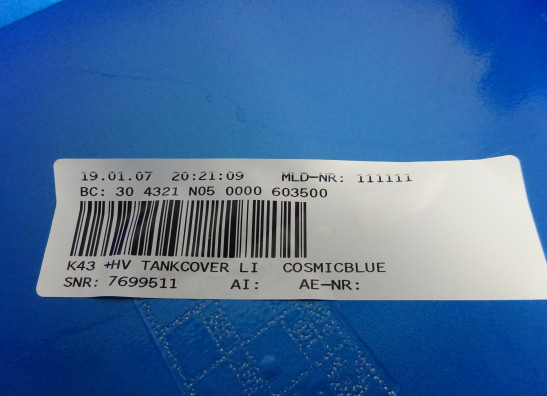 19.01.07 20:21:09 MLD-NR: 111111
BC: 30 4321 N05 0000 603500
K43 +HV TANKCOVER LI COSMICBLUE
SNR: 7699511 AI: AE-NR: